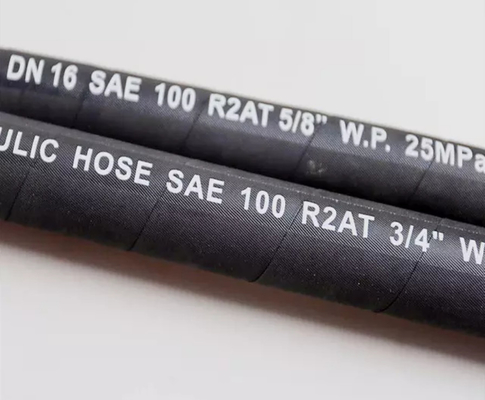 DN 16 SAE 100 R2AT 5/8" W.P. 25MPa
ULIC HOSE SAE 100 R2AT 3/4" W